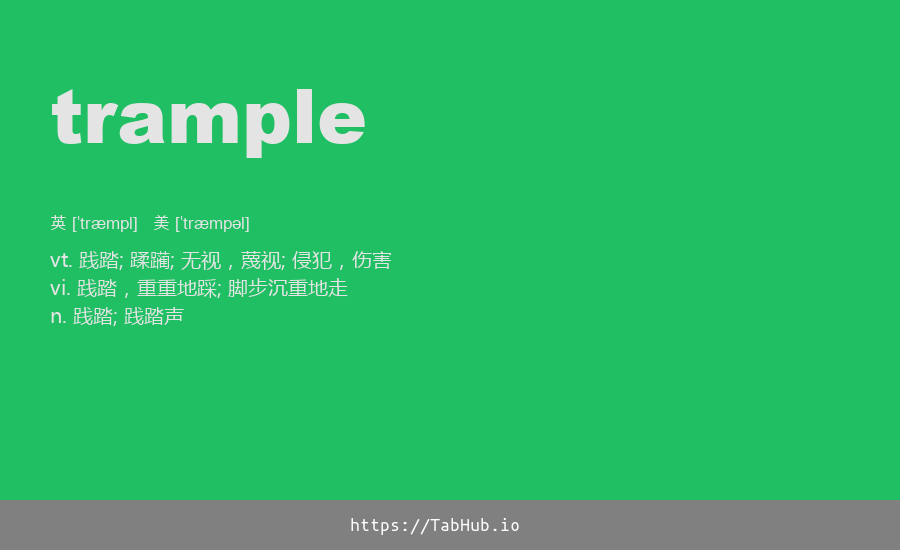 trample
英 [ˈtræmpl] 美 [ˈtræmpəl]
vt. 践踏; 蹂躏; 无视，蔑视; 侵犯，伤害
vi. 践踏，重重地踩; 脚步沉重地走
n. 践踏; 践踏声
https://TabHub.io